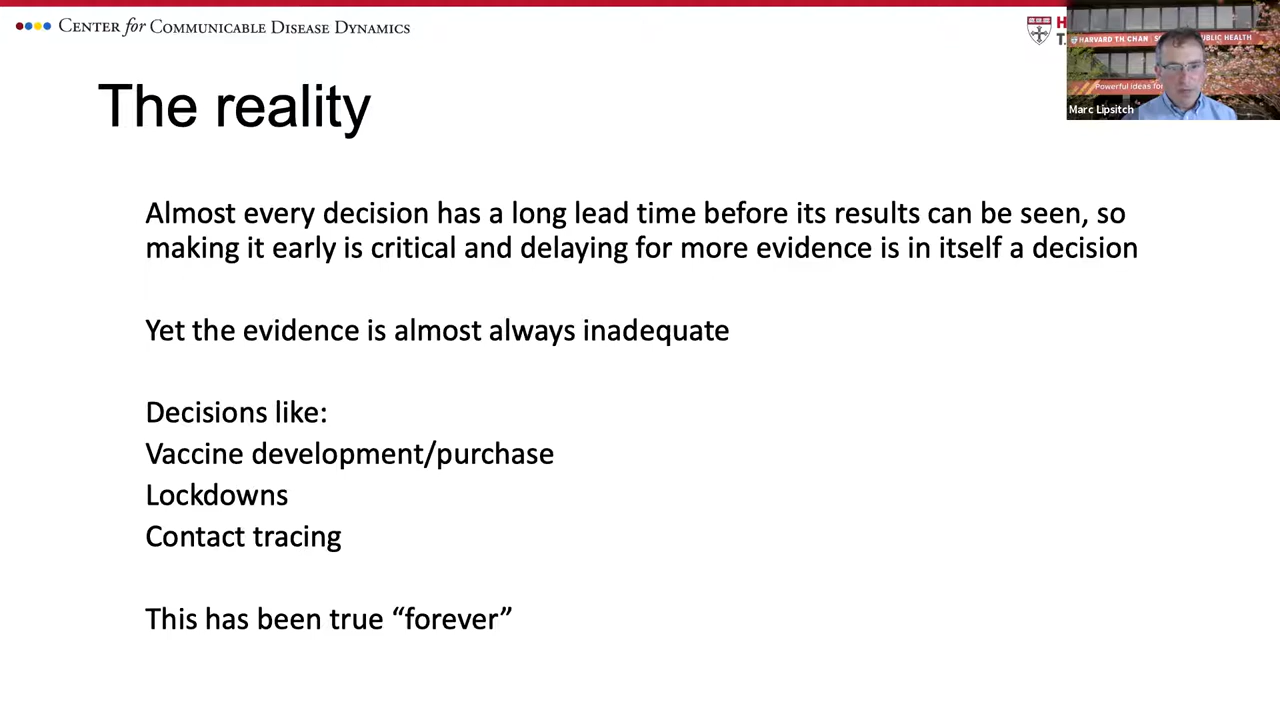 CENTER for COMMUNICABLE DISEASE DYNAMICS
HARVARD T.H. CHAN
PUBLIC HEALTH
Powerful ideas for
Marc Lipsitch
The reality
Almost every decision has a long lead time before its results can be seen, so
making it early is critical and delaying for more evidence is in itself a decision
Yet the evidence is almost always inadequate
Decisions like:
Vaccine development/purchase
Lockdowns
Contact tracing
This has been true “forever”